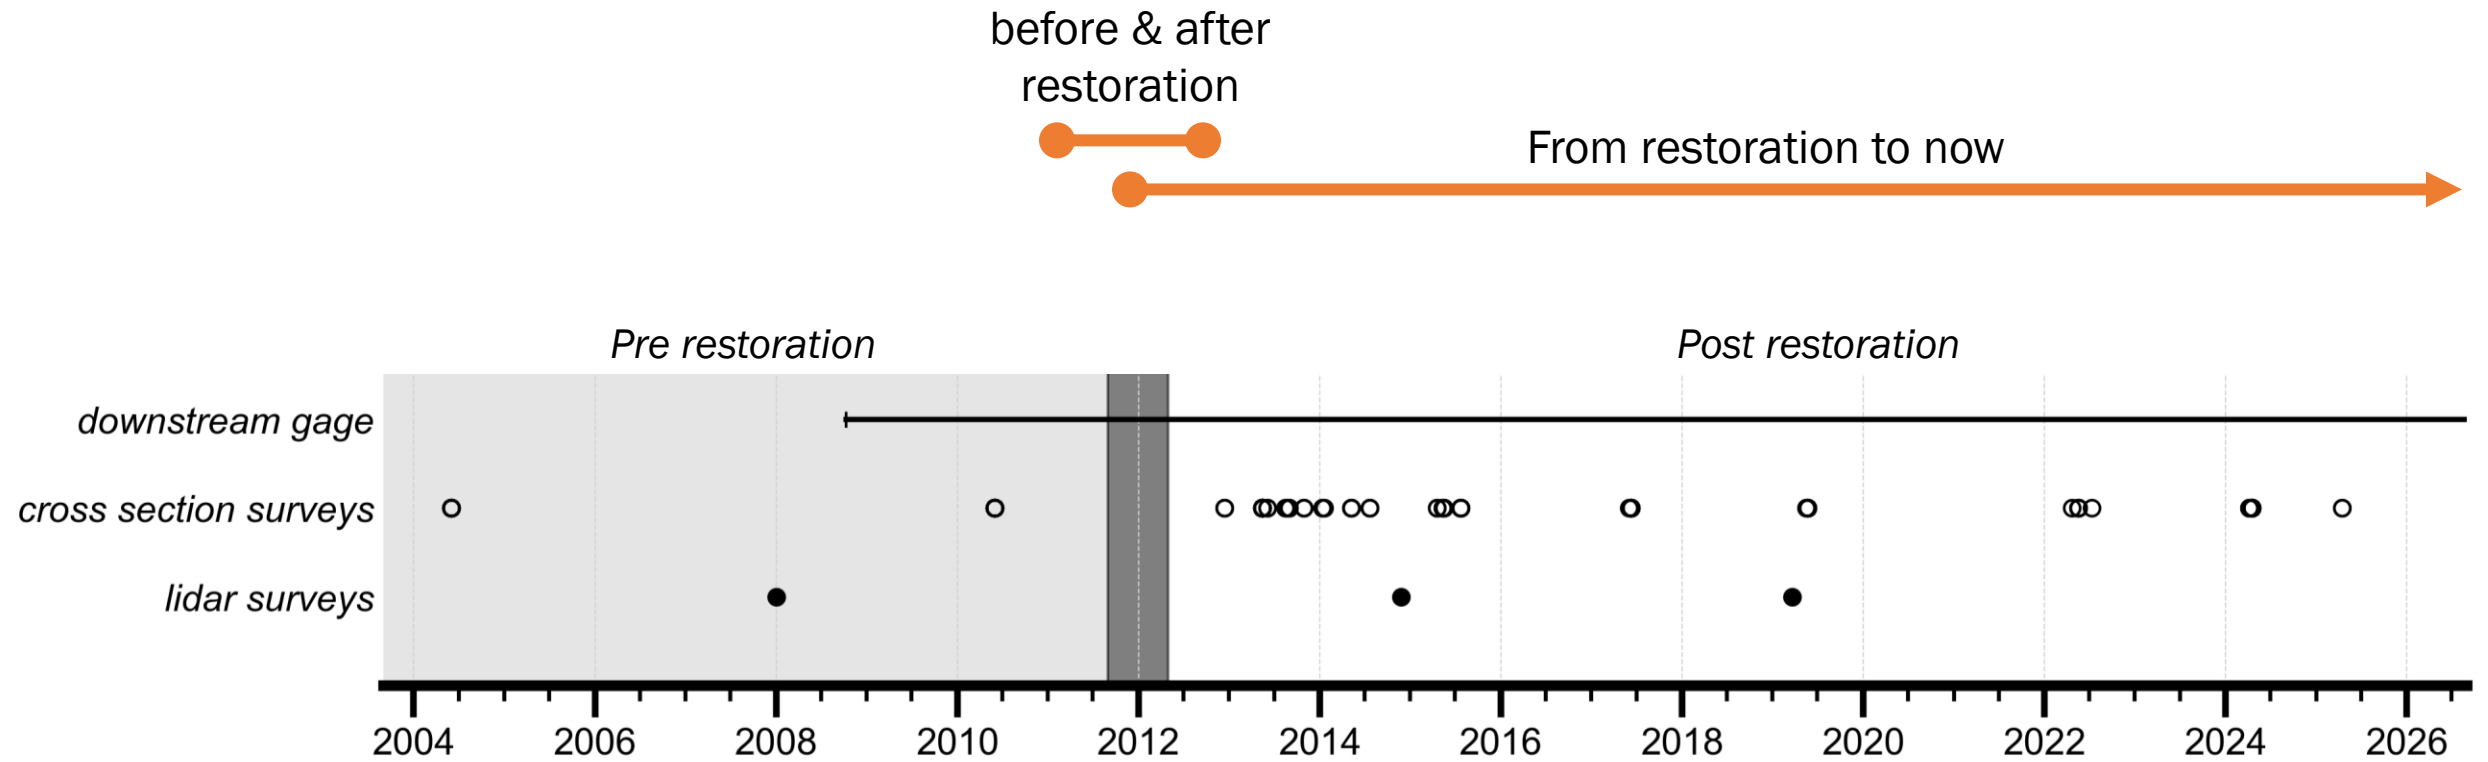 before & after
restoration
From restoration to now
Pre restoration
Post restoration
downstream gage
cross section surveys
lidar surveys
2004 2006 2008 2010 2012 2014 2016 2018 2020 2022 2024 2026